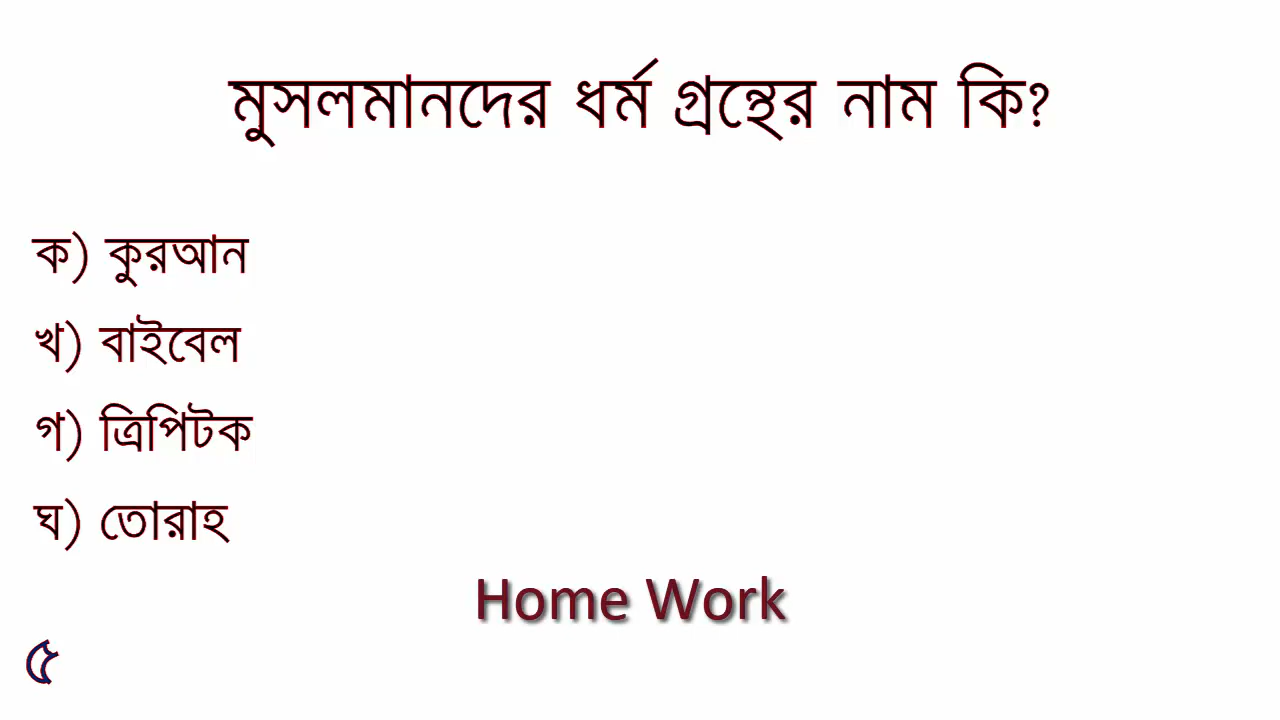 মুসলমানদের ধর্ম গ্রন্থের নাম কি?
ক) কুরআন
খ) বাইবেল
গ) ত্রিপিটক
ঘ) তোরাহ
Home Work
৫